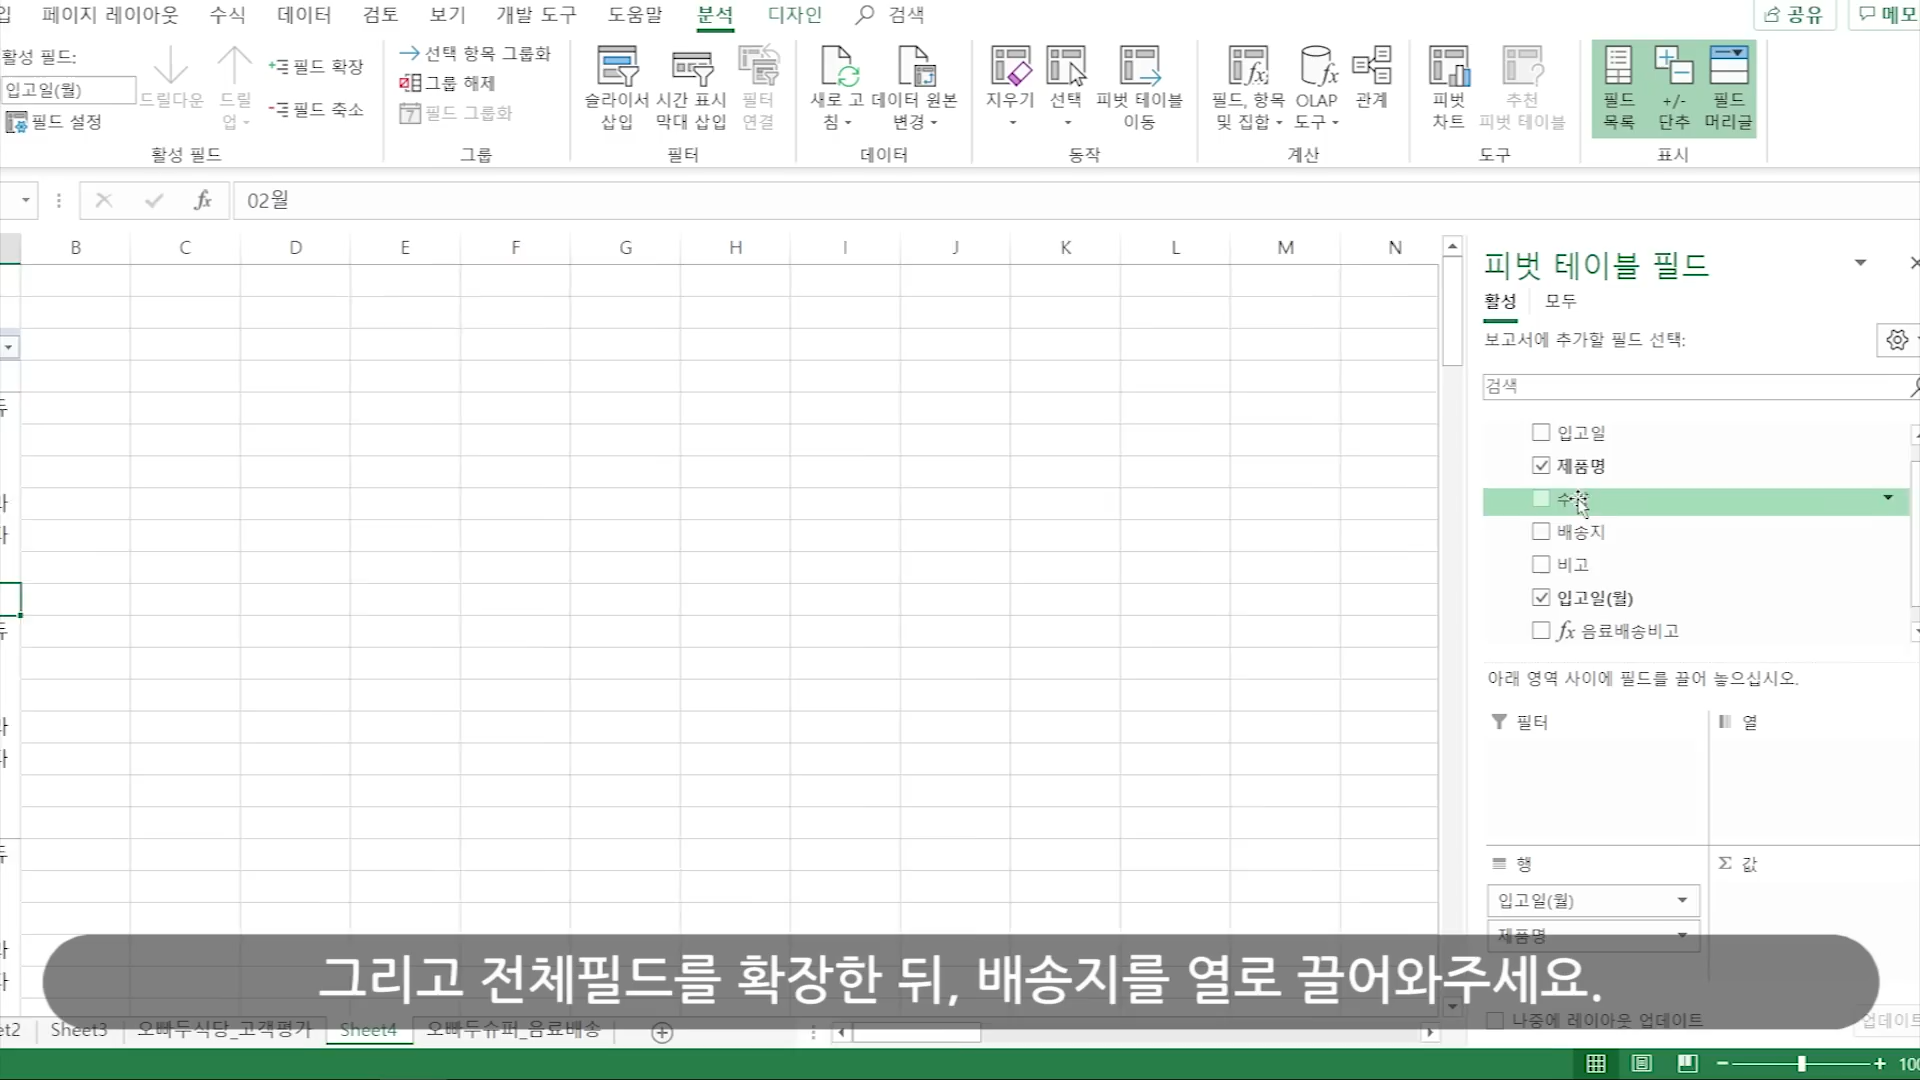 입 페이지 레이아웃 수식 데이터 검토 보기 개발 도구 도움말 분석 디자인 검색 공유 메모
활성 필드:
입고일(월)
필드 설정
드릴다운
드릴 업
필드 확장
필드 축소
활성 필드
선택 항목 그룹화
그룹 해제
7 필드 그룹화
그룹
슬라이서 삽입
시간 표시 막대 삽입
필터 연결
필터
새로 고침
데이터 원본 변경
데이터
지우기
선택
피벗 테이블 이동
동작
필드, 항목 및 집합
OLAP 도구
관계
계산
피벗 차트
추천 피벗 테이블
도구
필드 목록
+/- 단추
필드 머리글
표시
fx 02월
B C D E F G H I J K L M N
피벗 테이블 필드
활성 모두
보고서에 추가할 필드 선택:
검색
입고일
제품명
배송지
비고
입고일(월)
fx 음료배송비고
아래 영역 사이에 필드를 끌어 놓으십시오.
필터
열
행
Σ 값
입고일(월)
제품명
그리고 전체필드를 확장한 뒤, 배송지를 열로 끌어와주세요.
나중에 레이아웃 업데이트 업데이트
et2 Sheet3 오빠두식당_고객평가 Sheet4 오빠두슈퍼_음료배송
100